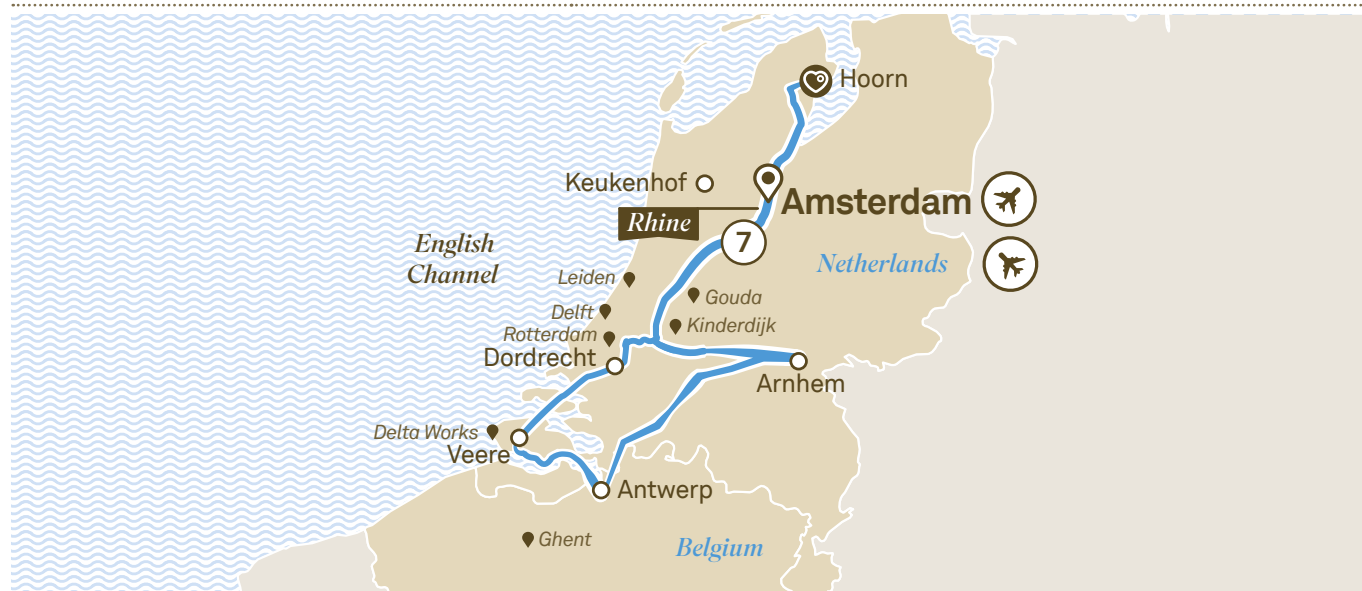 Hoorn
Keukenhof
Amsterdam
Rhine
English
Channel
7
Netherlands
Leiden
Gouda
Delft
Kinderdijk
Rotterdam
Dordrecht
Arnhem
Delta Works
Veere
Antwerp
Ghent
Belgium